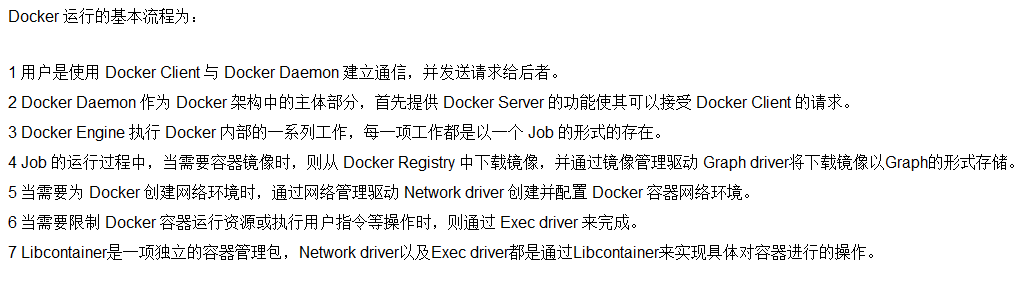 Docker 运行的基本流程为：
1 用户是使用 Docker Client 与 Docker Daemon 建立通信，并发送请求给后者。
2 Docker Daemon 作为 Docker 架构中的主体部分，首先提供 Docker Server 的功能使其可以接受 Docker Client 的请求。
3 Docker Engine 执行 Docker 内部的一系列工作，每一项工作都是以一个 Job 的形式的存在。
4 Job 的运行过程中，当需要容器镜像时，则从 Docker Registry 中下载镜像，并通过镜像管理驱动 Graph driver将下载镜像以Graph的形式存储。
5 当需要为 Docker 创建网络环境时，通过网络管理驱动 Network driver 创建并配置 Docker 容器网络环境。
6 当需要限制 Docker 容器运行资源或执行用户指令等操作时，则通过 Exec driver 来完成。
7 Libcontainer是一项独立的容器管理包，Network driver以及Exec driver都是通过Libcontainer来实现具体对容器进行的操作。